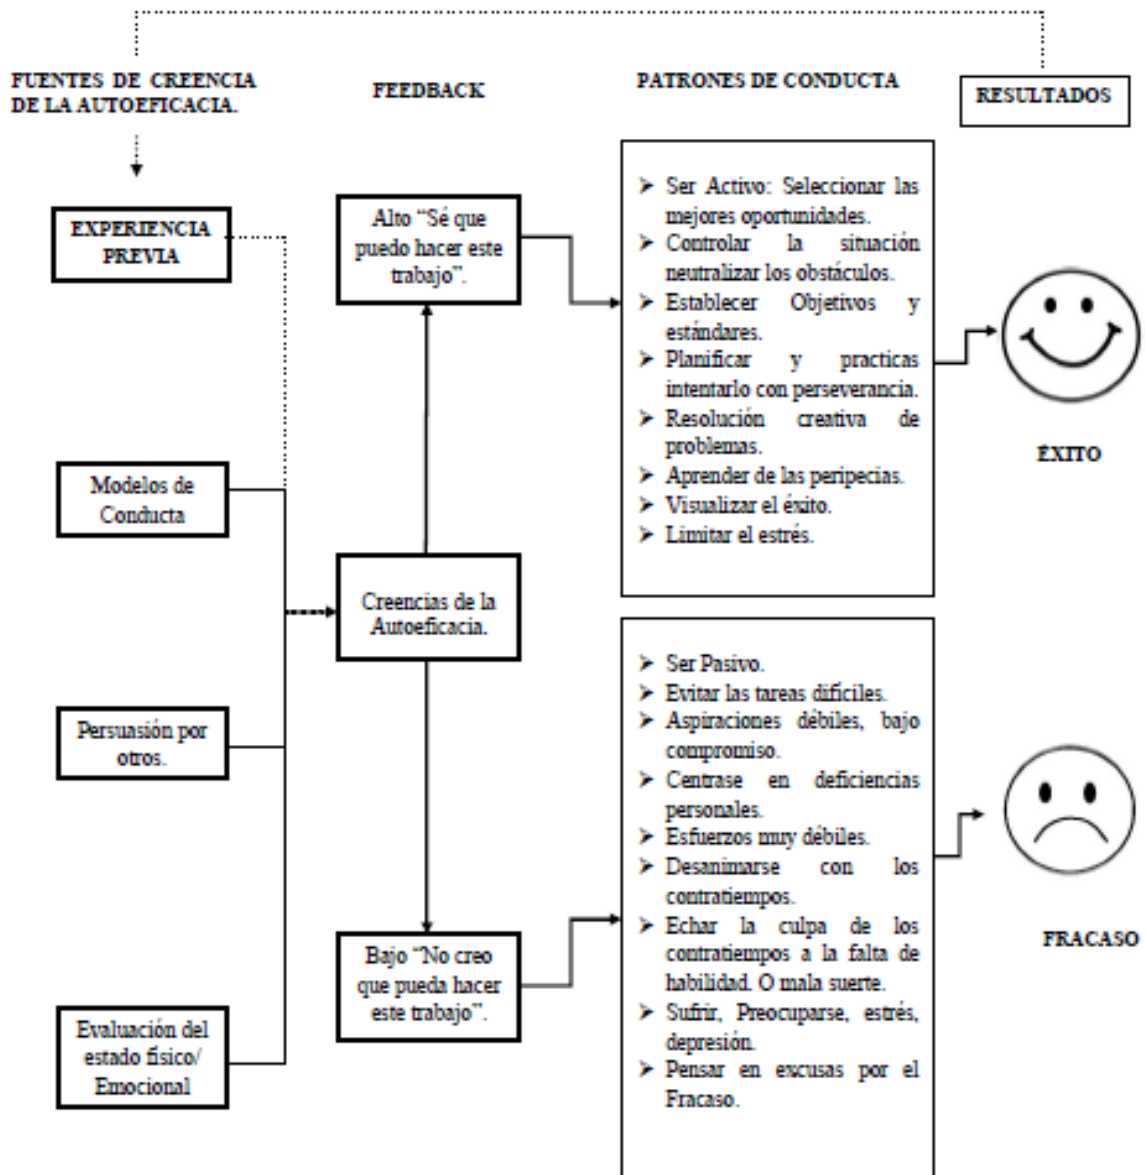 FUENTES DE CREENCIA
DE LA AUTOEFICACIA.
FEEDBACK
PATRONES DE CONDUCTA
RESULTADOS
EXPERIENCIA
PREVIA
Modelos de
Conducta
Persuasión por
otros.
Evaluación del
estado físico/
Emocional
Alto “Sé que
puedo hacer este
trabajo”.
Creencias de la
Autoeficacia.
Bajo “No creo
que pueda hacer
este trabajo”.
➢ Ser Activo: Seleccionar las
mejores oportunidades.
➢ Controlar la situación
neutralizar los obstáculos.
➢ Establecer Objetivos y
estándares.
➢ Planificar y practicas
intentarlo con perseverancia.
➢ Resolución creativa de
problemas.
➢ Aprender de las peripecias.
➢ Visualizar el éxito.
➢ Limitar el estrés.
ÉXITO
➢ Ser Pasivo.
➢ Evitar las tareas difíciles.
➢ Aspiraciones débiles, bajo
compromiso.
➢ Centrase en deficiencias
personales.
➢ Esfuerzos muy débiles.
➢ Desanimarse con los
contratiempos.
➢ Echar la culpa de los
contratiempos a la falta de
habilidad. O mala suerte.
➢ Sufrir, Preocuparse, estrés,
depresión.
➢ Pensar en excusas por el
Fracaso.
FRACASO